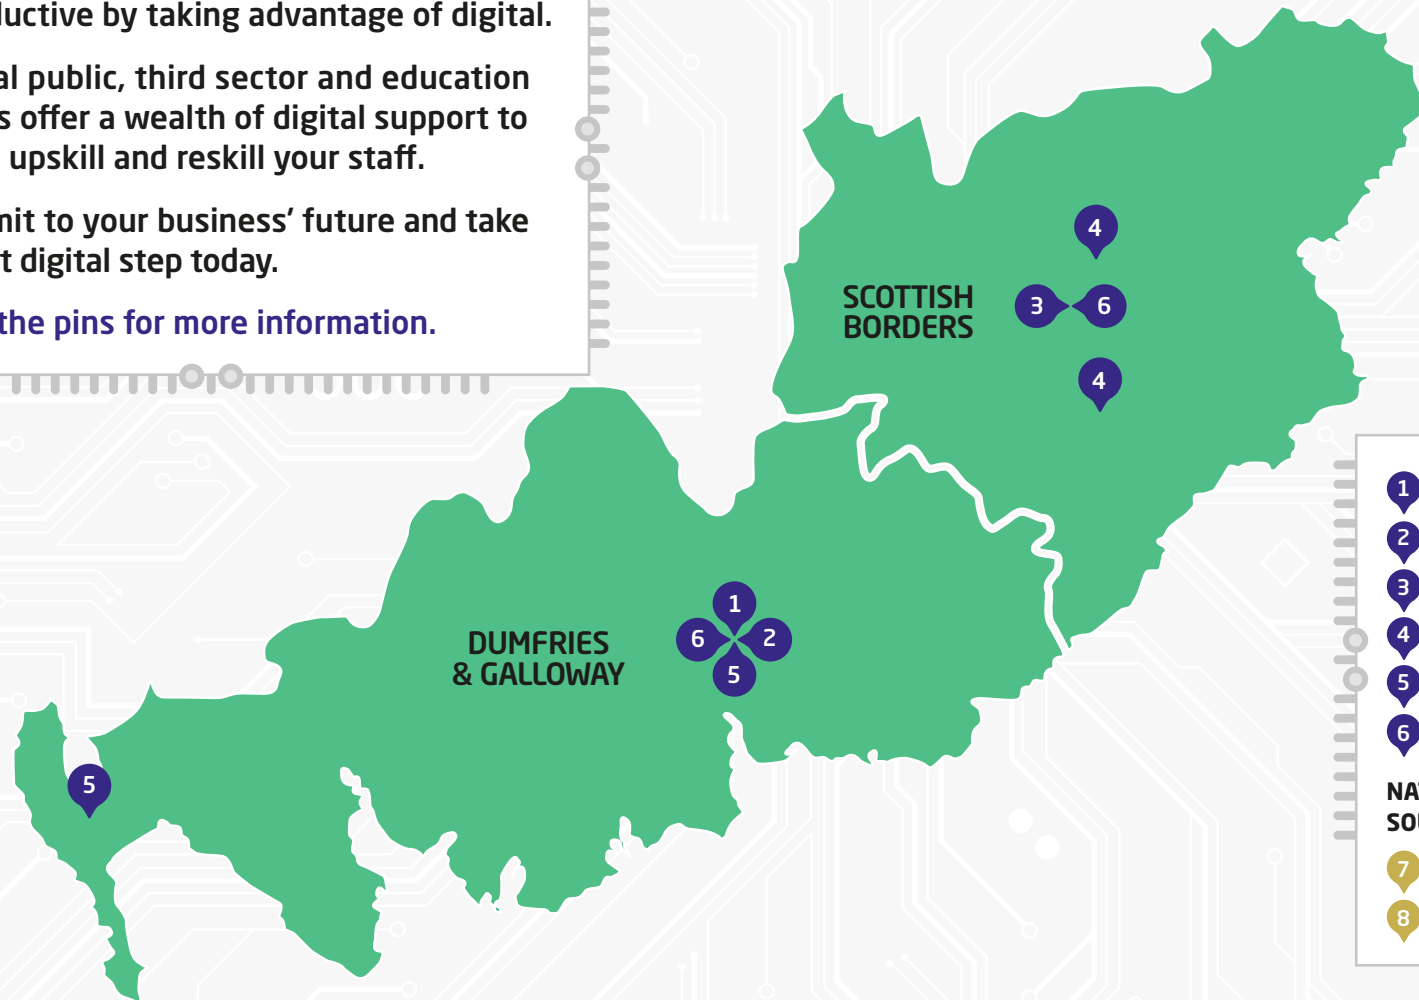 luctive by taking advantage of digital.
al public, third sector and education
s offer a wealth of digital support to
upskill and reskill your staff.
mit to your business' future and take
t digital step today.
the pins for more information.
4
SCOTTISH
BORDERS
3
6
4
1
DUMFRIES
& GALLOWAY
6
2
5
5
1
2
3
4
5
6
NA
SOU
7
8